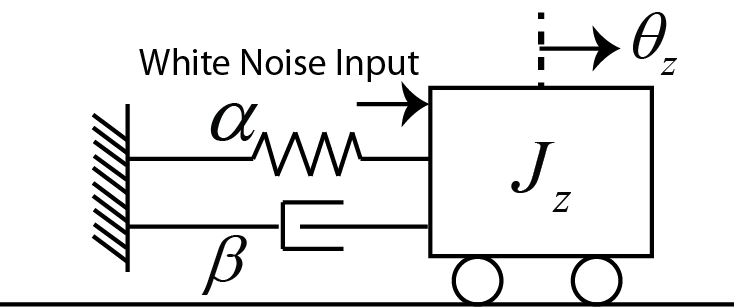 θz
White Noise Input
α
Jz
β